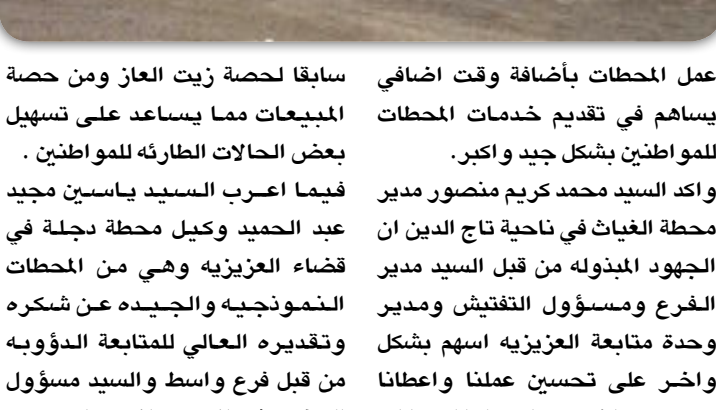 عمل المحطات بأضافة وقت اضافي
يساهم في تقديم خدمات المحطات
للمواطنين بشكل جيد واكبر.
واكد السيد محمد كريم منصور مدير
محطة الغياث في ناحية تاج الدين ان
الجهود المبذوله من قبل السيد مدير
الفرع ومسؤول التفتيش ومدير
وحدة متابعة العزيزيه اسهم بشكل
واخر على تحسين عملنا واعطانا
سابقا لحصة زيت العاز ومن حصة
المبيعات مما يساعد على تسهيل
بعض الحالات الطارئه للمواطنين .
فيما اعرب السيد ياسين مجيد
عبد الحميد وكيل محطة دجلة في
قضاء العزيزيه وهي من المحطات
النموذجيه والجيده عن شكره
وتقديره العالي للمتابعة الدؤوبه
من قبل فرع واسط والسيد مسؤول